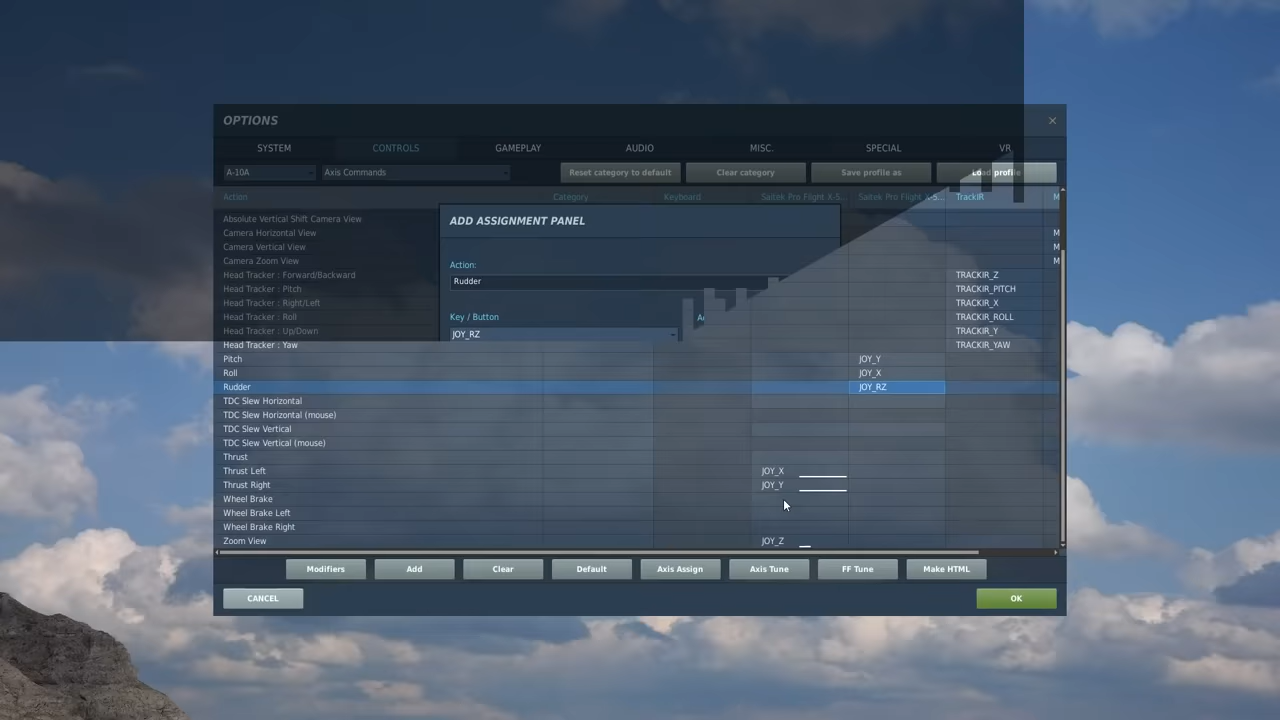 OPTIONS
SYSTEM CONTROLS GAMEPLAY AUDIO MISC. SPECIAL VR
A-10A Axis Commands Reset category to default Clear category Save profile as Load profile
Action Category Keyboard Saitek Pro Flight X-5... Saitek Pro Flight X-5... TrackIR M
ADD ASSIGNMENT PANEL
Action:
Rudder
Key / Button
JOY_RZ
Absolute Vertical Shift Camera View
Camera Horizontal View M
Camera Vertical View M
Camera Zoom View M
Head Tracker : Forward/Backward TRACKIR_Z
Head Tracker : Pitch TRACKIR_PITCH
Head Tracker : Right/Left TRACKIR_X
Head Tracker : Roll TRACKIR_ROLL
Head Tracker : Up/Down TRACKIR_Y
Head Tracker : Yaw TRACKIR_YAW
Pitch JOY_Y
Roll JOY_X
Rudder JOY_RZ
TDC Slew Horizontal
TDC Slew Horizontal (mouse)
TDC Slew Vertical
TDC Slew Vertical (mouse)
Thrust
Thrust Left JOY_X
Thrust Right JOY_Y
Wheel Brake
Wheel Brake Left
Wheel Brake Right
Zoom View JOY_Z
Modifiers Add Clear Default Axis Assign Axis Tune FF Tune Make HTML
CANCEL OK